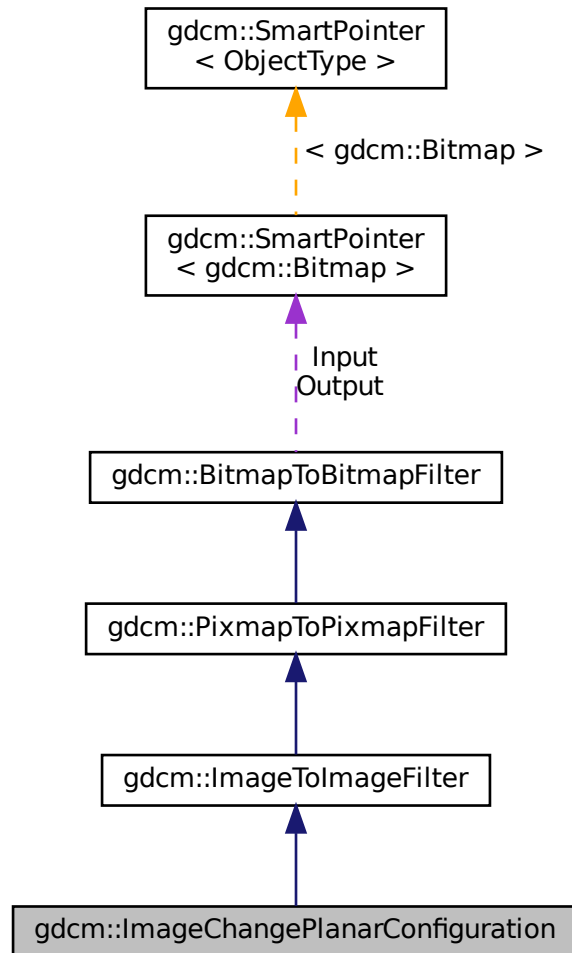 gdcm::SmartPointer
< ObjectType >
< gdcm::Bitmap >
gdcm::SmartPointer
< gdcm::Bitmap >
Input
Output
gdcm::BitmapToBitmapFilter
gdcm::PixmapToPixmapFilter
gdcm::ImageToImageFilter
gdcm::ImageChangePlanarConfiguration